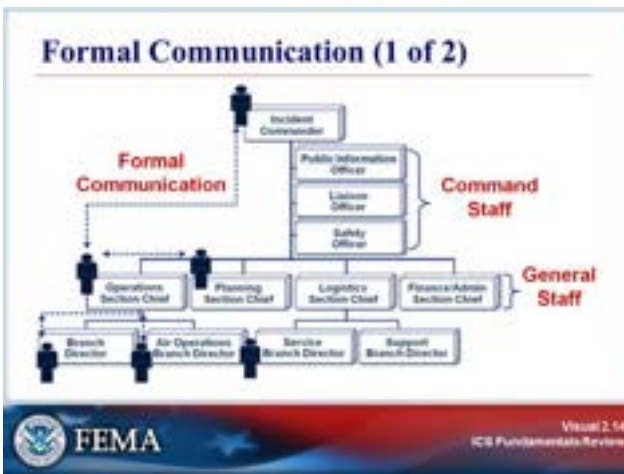 Formal Communication (1 of 2)
Incident
Commander
Formal
Communication
Public Information
Officer
Liaison
Officer
Safety
Officer
Command
Staff
Operations
Section Chief
Planning
Section Chief
Logistics
Section Chief
Finance/Admin
Section Chief
General
Staff
Branch
Director
Air Operations
Branch Director
Service
Branch Director
Support
Branch Director
FEMA
Visual 2.14
ICS Fundamentals Review